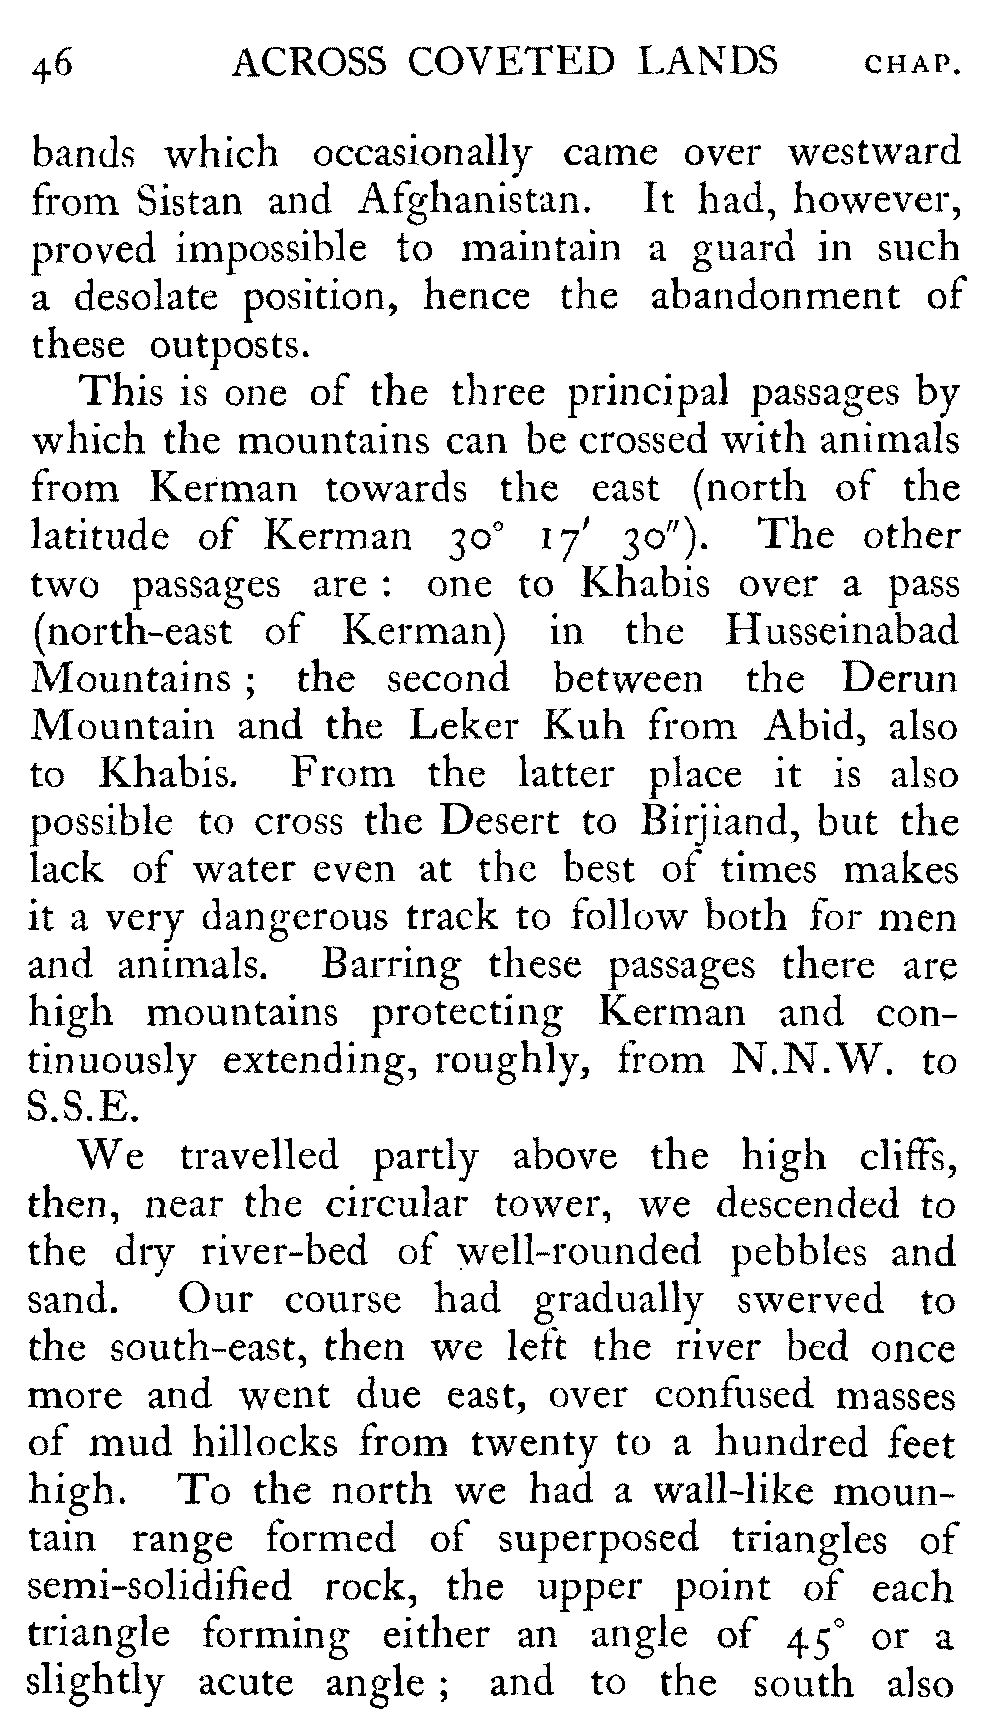 46 ACROSS COVETED LANDS CHAP.
bands which occasionally came over westward
from Sistan and Afghanistan. It had, however,
proved impossible to maintain a guard in such
a desolate position, hence the abandonment of
these outposts.
This is one of the three principal passages by
which the mountains can be crossed with animals
from Kerman towards the east (north of the
latitude of Kerman 30° 17′ 30″). The other
two passages are : one to Khabis over a pass
(north-east of Kerman) in the Husseinabad
Mountains ; the second between the Derun
Mountain and the Leker Kuh from Abid, also
to Khabis. From the latter place it is also
possible to cross the Desert to Birjiand, but the
lack of water even at the best of times makes
it a very dangerous track to follow both for men
and animals. Barring these passages there are
high mountains protecting Kerman and con-
tinuously extending, roughly, from N.N.W. to
S.S.E.
We travelled partly above the high cliffs,
then, near the circular tower, we descended to
the dry river-bed of well-rounded pebbles and
sand. Our course had gradually swerved to
the south-east, then we left the river bed once
more and went due east, over confused masses
of mud hillocks from twenty to a hundred feet
high. To the north we had a wall-like moun-
tain range formed of superposed triangles of
semi-solidified rock, the upper point of each
triangle forming either an angle of 45° or a
slightly acute angle ; and to the south also